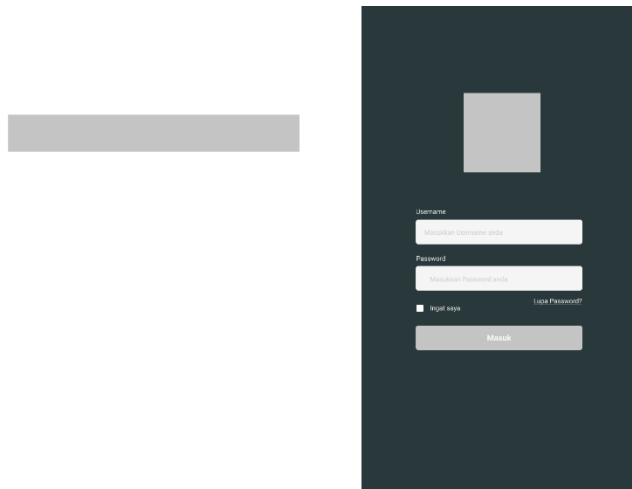 Username
Masukkan Username anda
Password
Masukkan Password anda
Lupa Password?
Ingat saya
Masuk